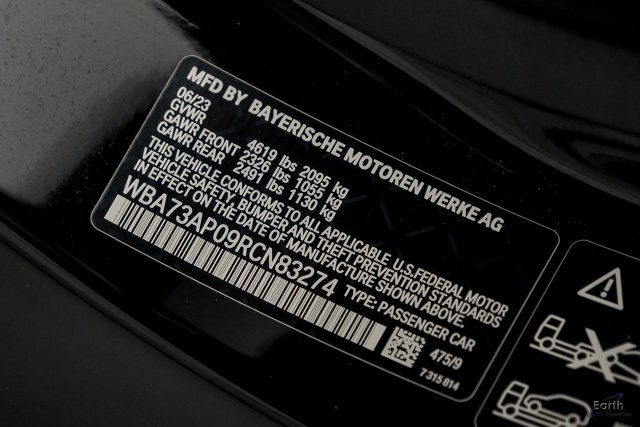 MFD BY BAYERISCHE MOTOREN WERKE AG
06/23
GVWR 4619 lbs 2095 kg
GAWR FRONT 2326 lbs 1055 kg
GAWR REAR 2491 lbs 1130 kg
THIS VEHICLE CONFORMS TO ALL APPLICABLE U.S. FEDERAL MOTOR
VEHICLE SAFETY, BUMPER AND THEFT PREVENTION STANDARDS
IN EFFECT ON THE DATE OF MANUFACTURE SHOWN ABOVE.
WBA73AP09RCN83274 TYPE: PASSENGER CAR
475/9
7 315 814
Earth
MotorCars